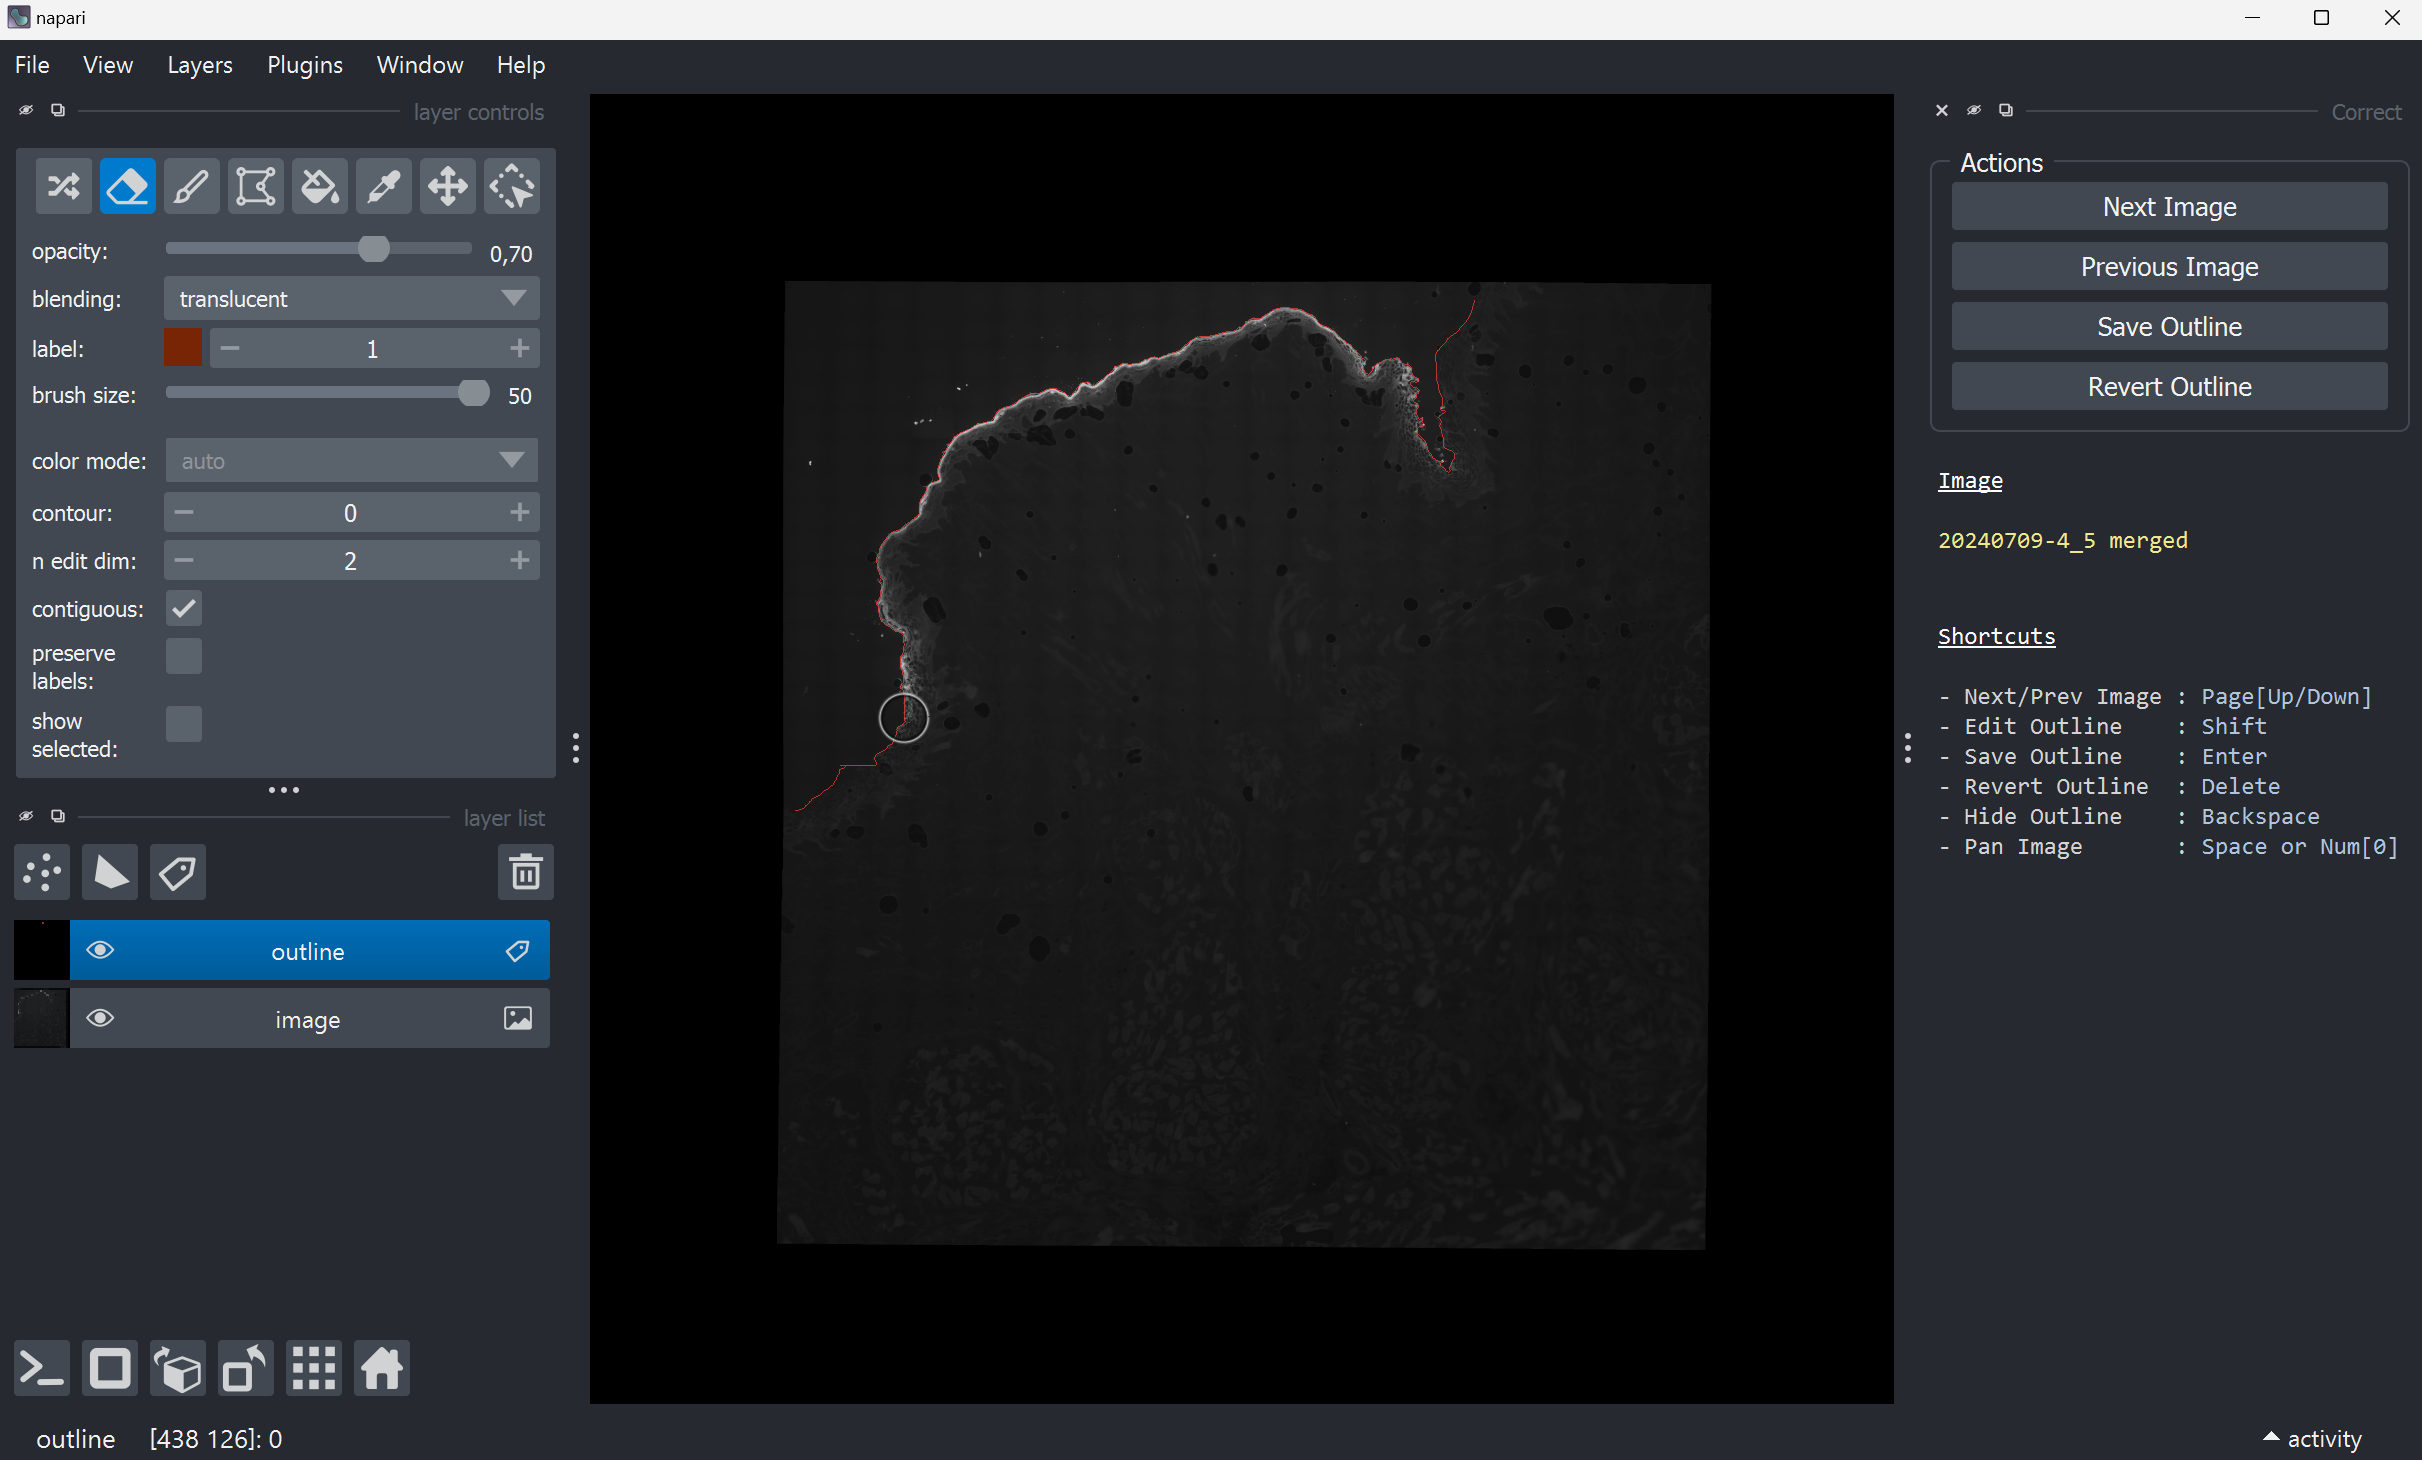 napari
File View Layers Plugins Window Help
layer controls
opacity: 0,70
blending: translucent
label: 1
brush size: 50
color mode: auto
contour: 0
n edit dim: 2
contiguous:
preserve
labels:
show
selected:
layer list
outline
image
outline [438 126]: 0
Correct
Actions
Next Image
Previous Image
Save Outline
Revert Outline
Image
20240709-4_5 merged
Shortcuts
- Next/Prev Image : Page[Up/Down]
- Edit Outline : Shift
- Save Outline : Enter
- Revert Outline : Delete
- Hide Outline : Backspace
- Pan Image : Space or Num[0]
activity